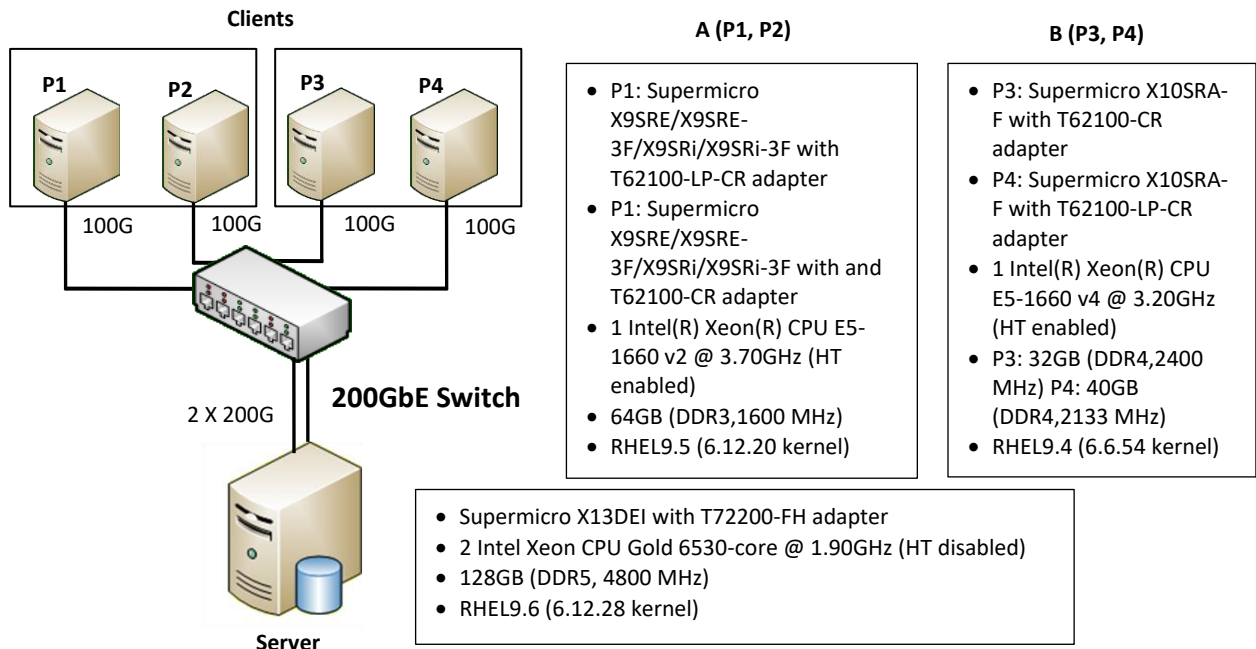 Clients
P1
P2
P3
P4
100G
100G
100G
100G
200GbE Switch
2 X 200G
Server
A (P1, P2)
• P1: Supermicro
X9SRE/X9SRE-
3F/X9SRi/X9SRi-3F with
T62100-LP-CR adapter
• P1: Supermicro
X9SRE/X9SRE-
3F/X9SRi/X9SRi-3F with and
T62100-CR adapter
• 1 Intel(R) Xeon(R) CPU E5-
1660 v2 @ 3.70GHz (HT
enabled)
• 64GB (DDR3,1600 MHz)
• RHEL9.5 (6.12.20 kernel)
B (P3, P4)
• P3: Supermicro X10SRA-
F with T62100-CR
adapter
• P4: Supermicro X10SRA-
F with T62100-LP-CR
adapter
• 1 Intel(R) Xeon(R) CPU
E5-1660 v4 @ 3.20GHz
(HT enabled)
• P3: 32GB (DDR4,2400
MHz) P4: 40GB
(DDR4,2133 MHz)
• RHEL9.4 (6.6.54 kernel)
• Supermicro X13DEI with T72200-FH adapter
• 2 Intel Xeon CPU Gold 6530-core @ 1.90GHz (HT disabled)
• 128GB (DDR5, 4800 MHz)
• RHEL9.6 (6.12.28 kernel)